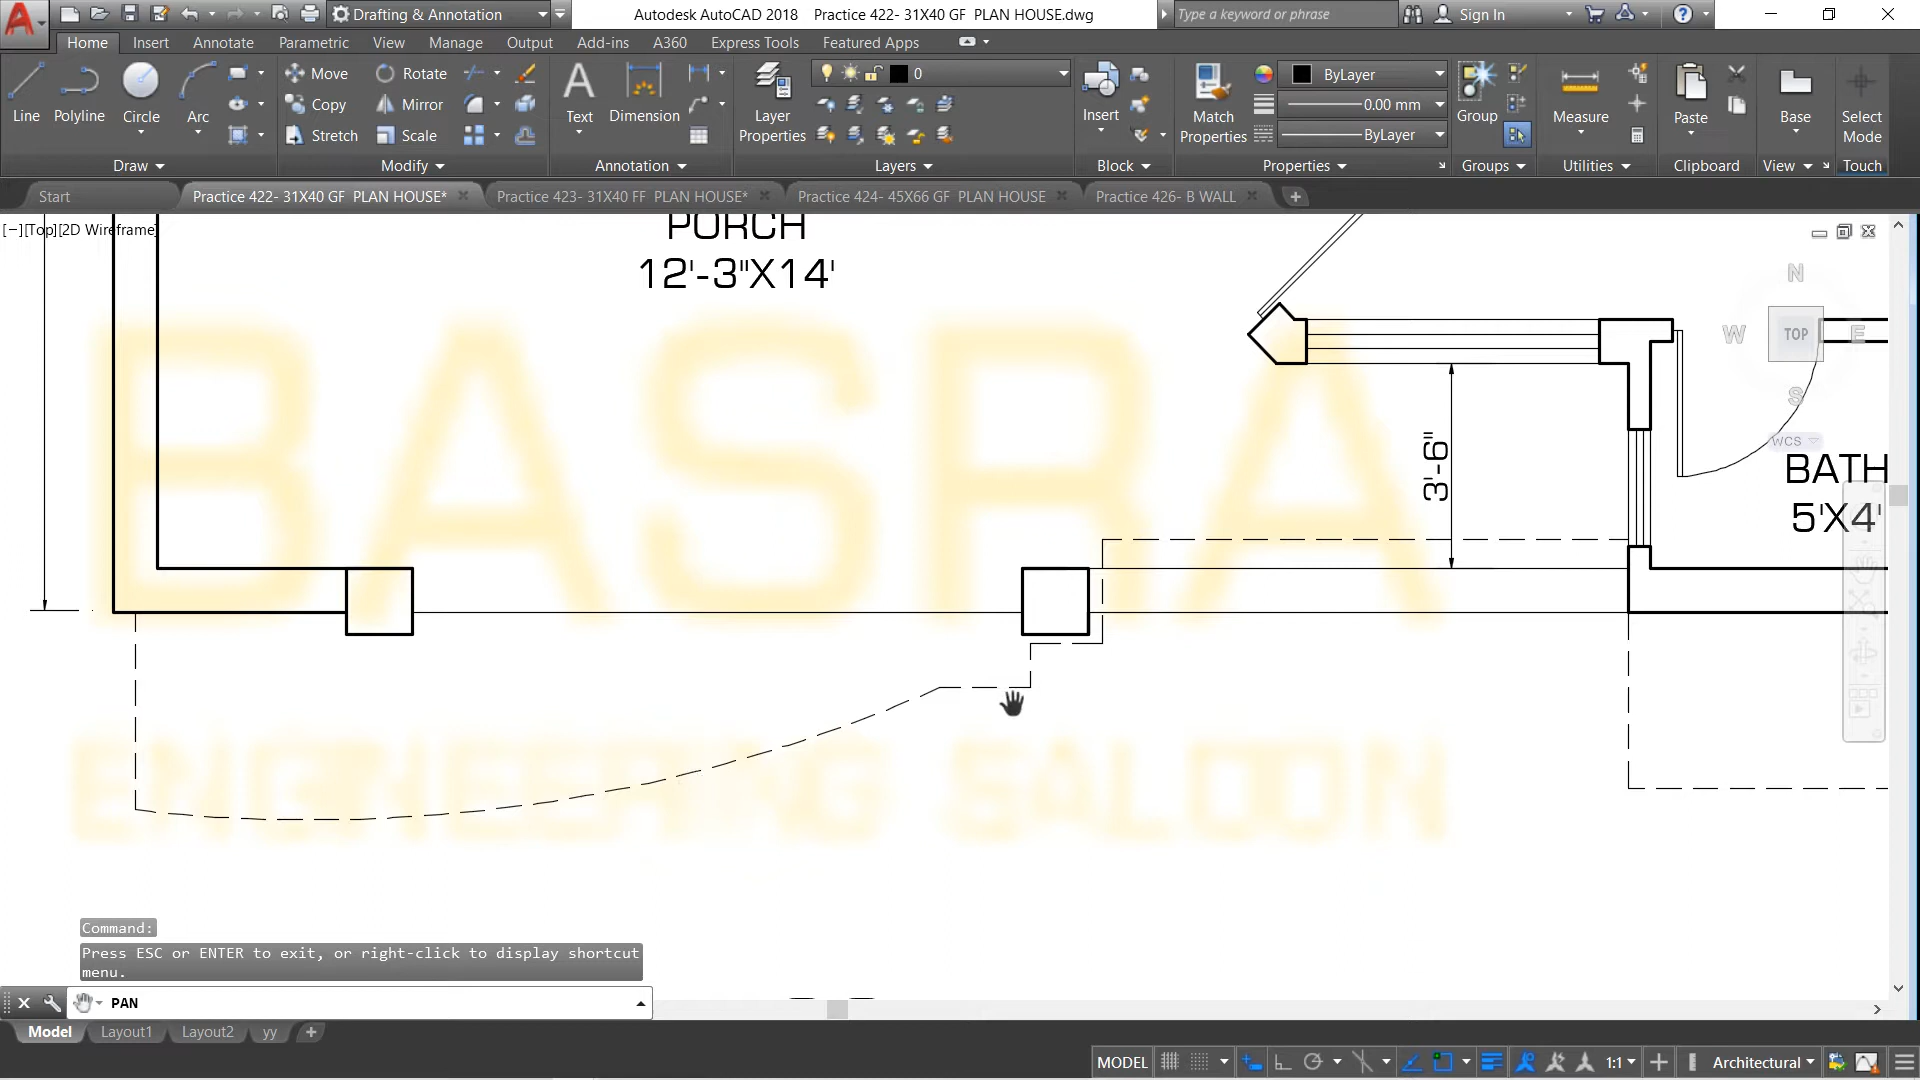 Drafting & Annotation
Autodesk AutoCAD 2018 Practice 422- 31X40 GF PLAN HOUSE.dwg
Type a keyword or phrase
Sign In
Home Insert Annotate Parametric View Manage Output Add-ins A360 Express Tools Featured Apps
Line Polyline Circle Arc
Move Rotate
Copy Mirror
Stretch Scale
Text Dimension
Layer Properties
0
Insert
Match Properties
ByLayer
0.00 mm
ByLayer
Group
Measure
Paste
Base
Select Mode
Draw Modify Annotation Layers Block Properties Groups Utilities Clipboard View Touch
Start Practice 422- 31X40 GF PLAN HOUSE* Practice 423- 31X40 FF PLAN HOUSE* Practice 424- 45X66 GF PLAN HOUSE Practice 426- B WALL
[−][Top][2D Wireframe]
PORCH
12'-3"X14'
N
W TOP E
S
WCS
BASRA
3'-6"
BATH
5'X4'
ENGINEERING SALOON
Command:
Press ESC or ENTER to exit, or right-click to display shortcut
menu.
PAN
Model Layout1 Layout2 yy
MODEL 1:1 Architectural